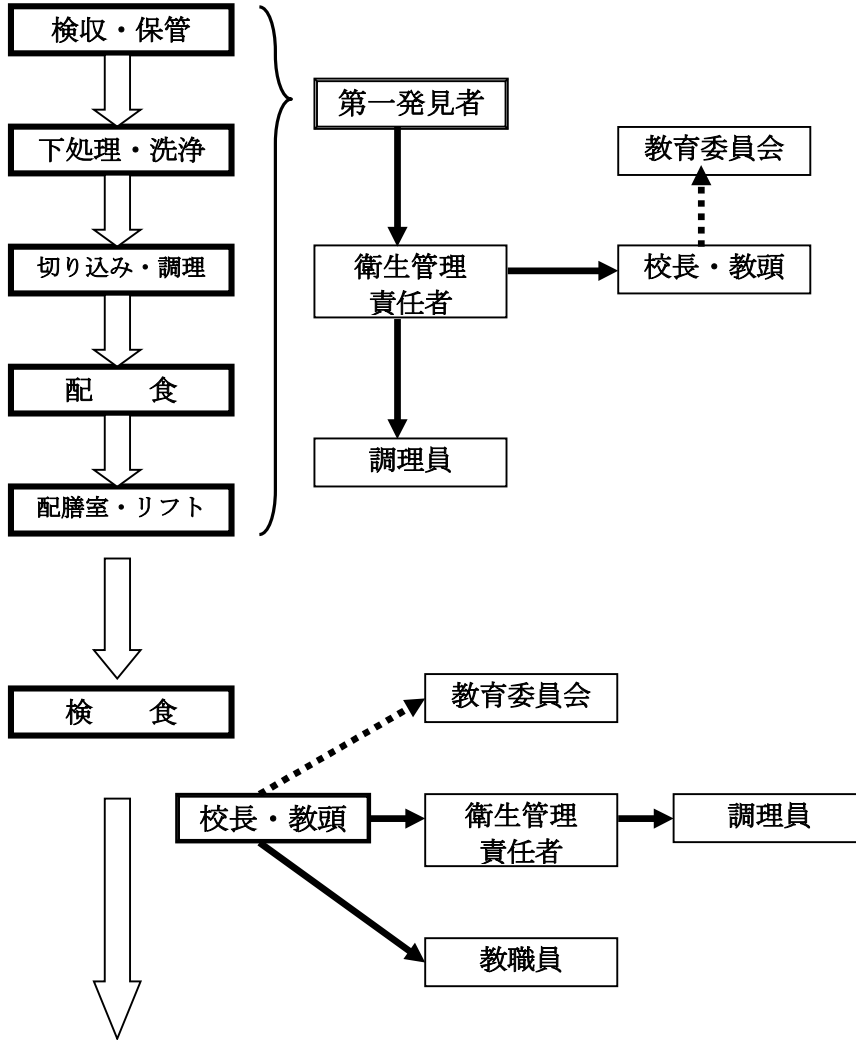 検収・保管
第一発見者
下処理・洗浄
教育委員会
切り込み・調理
衛生管理
責任者
校長・教頭
配　　食
調理員
配膳室・リフト
検　　食
教育委員会
校長・教頭
衛生管理
責任者
調理員
教職員